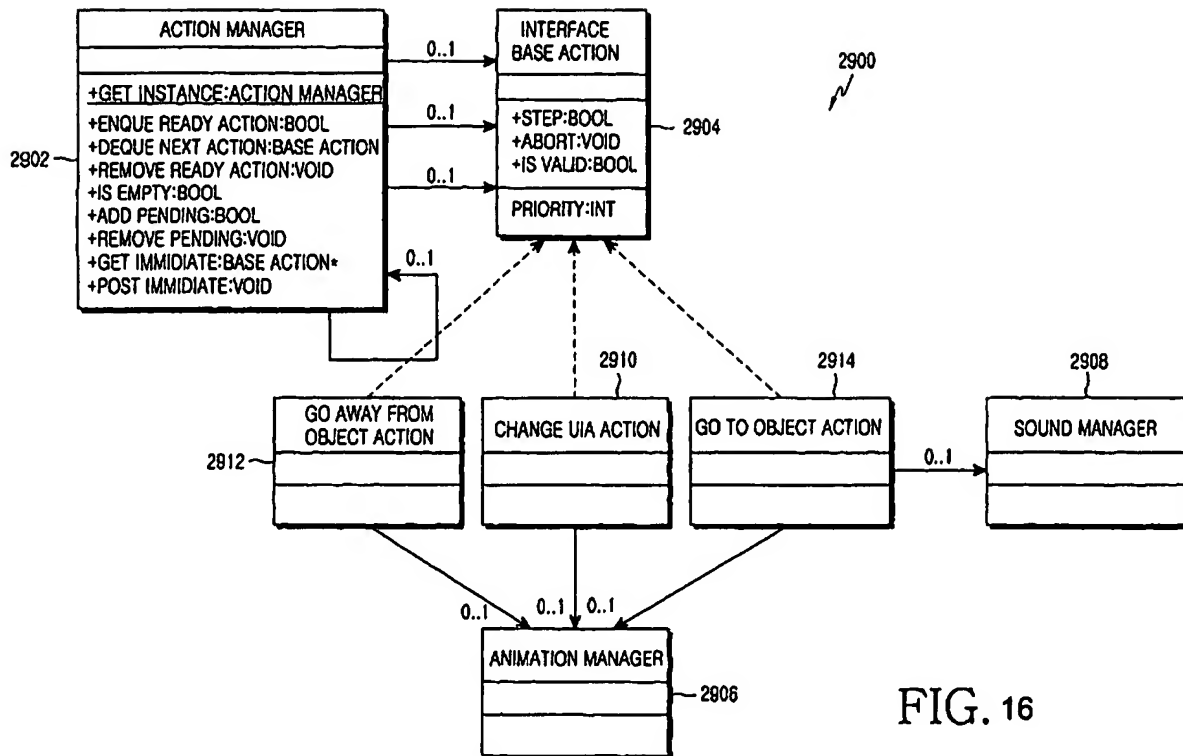 ACTION MANAGER
+GET INSTANCE:ACTION MANAGER
+ENQUE READY ACTION:BOOL
+DEQUE NEXT ACTION:BASE ACTION
+REMOVE READY ACTION:VOID
+IS EMPTY:BOOL
+ADD PENDING:BOOL
+REMOVE PENDING:VOID
+GET IMMIDIATE:BASE ACTION*
+POST IMMIDIATE:VOID
2902
0..1
0..1
0..1
0..1
INTERFACE
BASE ACTION
+STEP:BOOL
+ABORT:VOID
+IS VALID:BOOL
PRIORITY:INT
2904
2900
GO AWAY FROM
OBJECT ACTION
2912
2910
CHANGE UIA ACTION
2914
GO TO OBJECT ACTION
0..1
2908
SOUND MANAGER
0..1
0..1
0..1
ANIMATION MANAGER
2906
FIG. 16